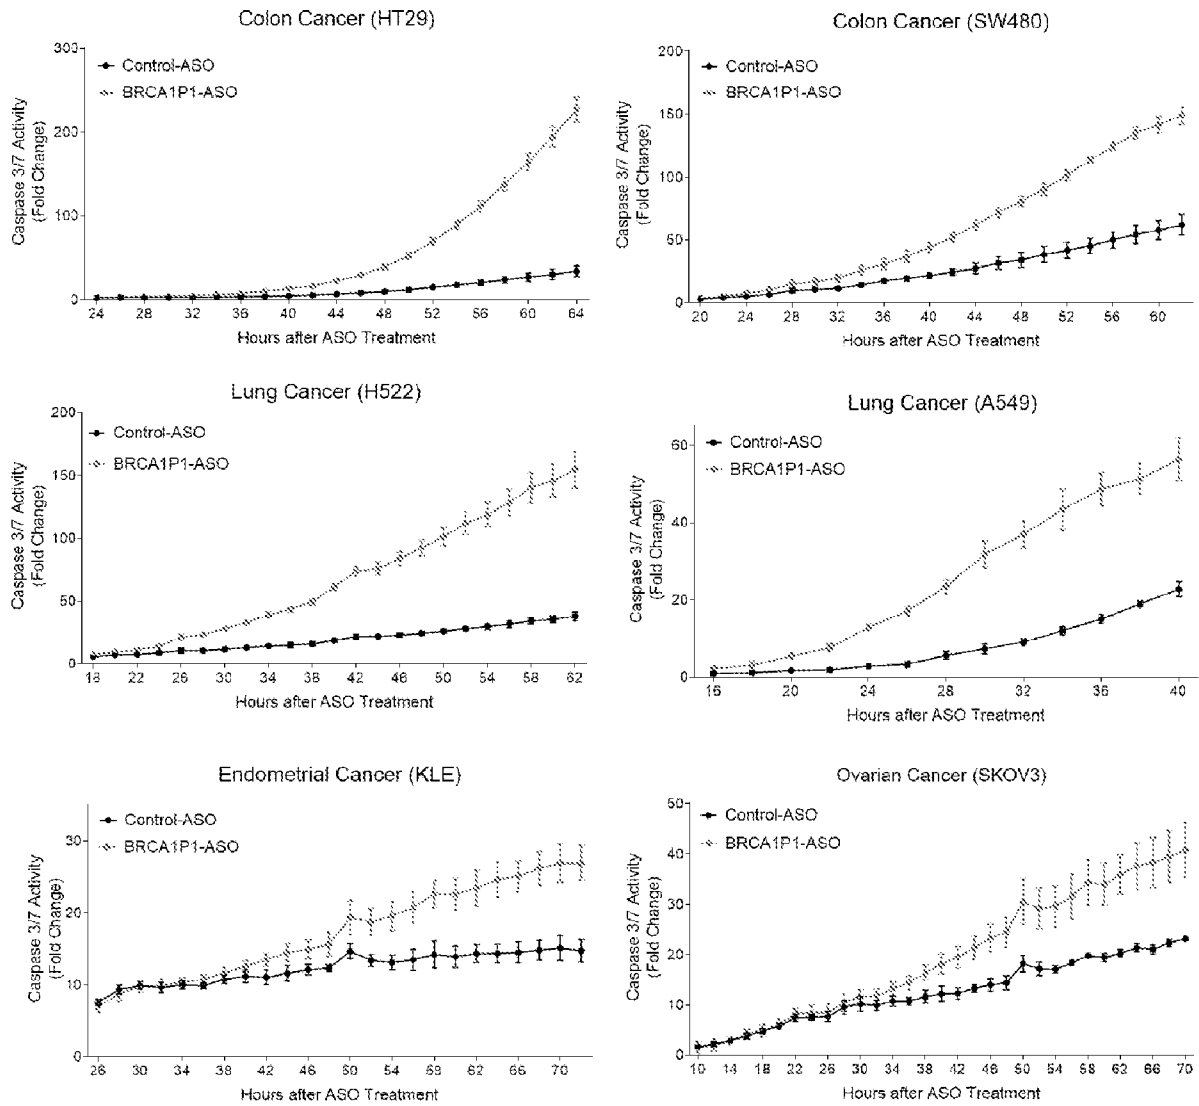 Colon Cancer (HT29)
300
200
100
0
Control-ASO
BRCA1P1-ASO
Caspase 3/7 Activity
(Fold Change)
24 28 32 36 40 44 48 52 56 60 64
Hours after ASO Treatment
Colon Cancer (SW480)
200
150
100
50
0
Control-ASO
BRCA1P1-ASO
Caspase 3/7 Activity
(Fold Change)
20 24 28 32 36 40 44 48 52 56 60
Hours after ASO Treatment
Lung Cancer (H522)
200
150
100
50
0
Control-ASO
BRCA1P1-ASO
Caspase 3/7 Activity
(Fold Change)
18 22 26 30 34 38 42 46 50 54 58 62
Hours after ASO Treatment
Lung Cancer (A549)
60
40
20
0
Control-ASO
BRCA1P1-ASO
Caspase 3/7 Activity
(Fold Change)
16 20 24 28 32 36 40
Hours after ASO Treatment
Endometrial Cancer (KLE)
30
20
10
0
Control-ASO
BRCA1P1-ASO
Caspase 3/7 Activity
(Fold Change)
26 30 34 38 42 46 50 54 59 62 66 70
Hours after ASO Treatment
Ovarian Cancer (SKOV3)
50
40
30
20
10
0
Control-ASO
BRCA1P1-ASO
Caspase 3/7 Activity
(Fold Change)
10 14 18 22 26 30 34 38 42 46 50 54 58 62 66 70
Hours after ASO Treatment